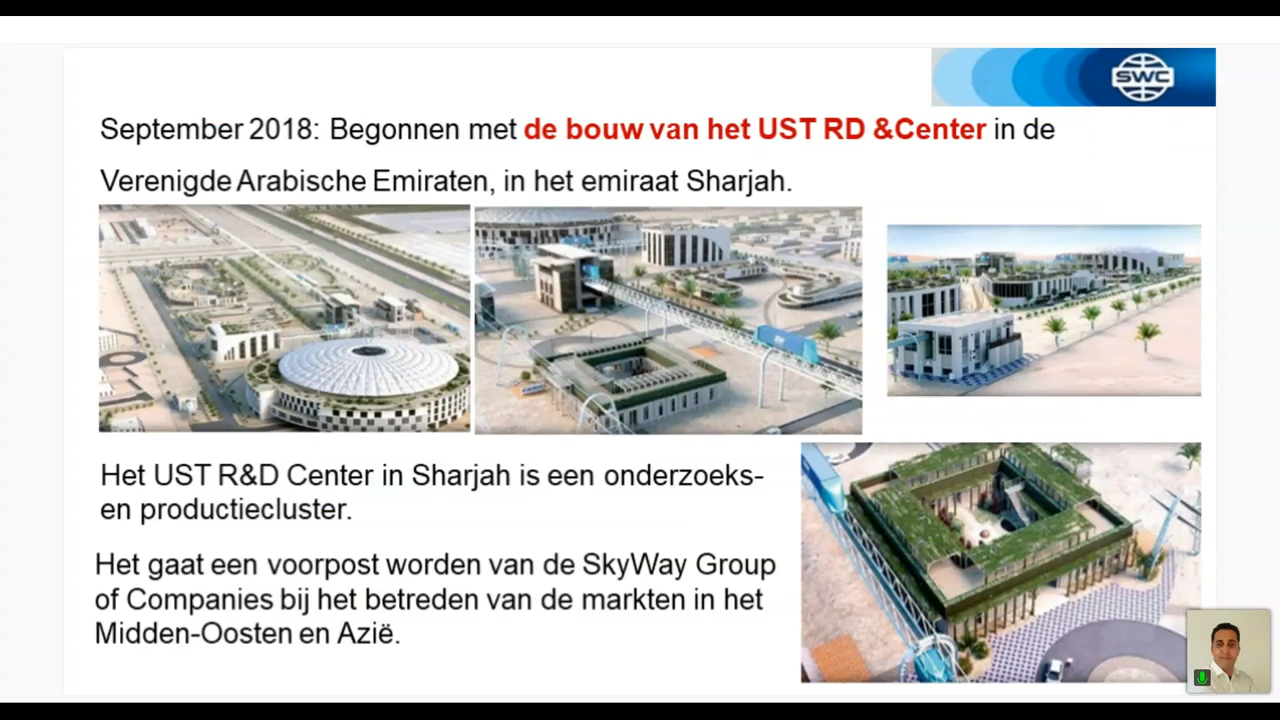 SWC
September 2018: Begonnen met de bouw van het UST RD &Center in de
Verenigde Arabische Emiraten, in het emiraat Sharjah.
Het UST R&D Center in Sharjah is een onderzoeks-
en productiecluster.
Het gaat een voorpost worden van de SkyWay Group
of Companies bij het betreden van de markten in het
Midden-Oosten en Azië.